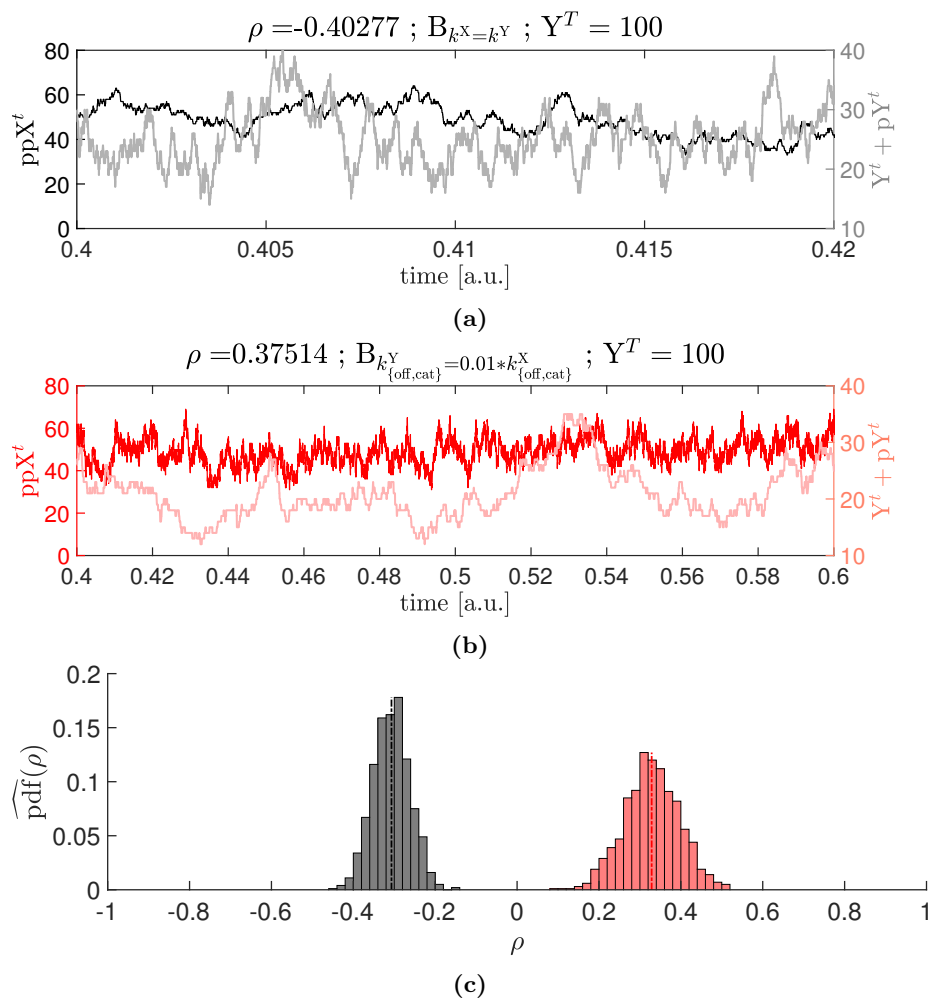 ρ =-0.40277 ; B_{k^X=k^Y} ; Y^T = 100
80
60
40
20
0
ppX^t
40
30
20
10
Y^t + pY^t
0.4 0.405 0.41 0.415 0.42
time [a.u.]
(a)
ρ =0.37514 ; B_{k^Y_{\{off,cat\}}=0.01*k^X_{\{off,cat\}}} ; Y^T = 100
80
60
40
20
0
ppX^t
40
30
20
10
Y^t + pY^t
0.4 0.42 0.44 0.46 0.48 0.5 0.52 0.54 0.56 0.58 0.6
time [a.u.]
(b)
0.2
0.15
0.1
0.05
0
\widehat{pdf}(ρ)
-1 -0.8 -0.6 -0.4 -0.2 0 0.2 0.4 0.6 0.8 1
ρ
(c)